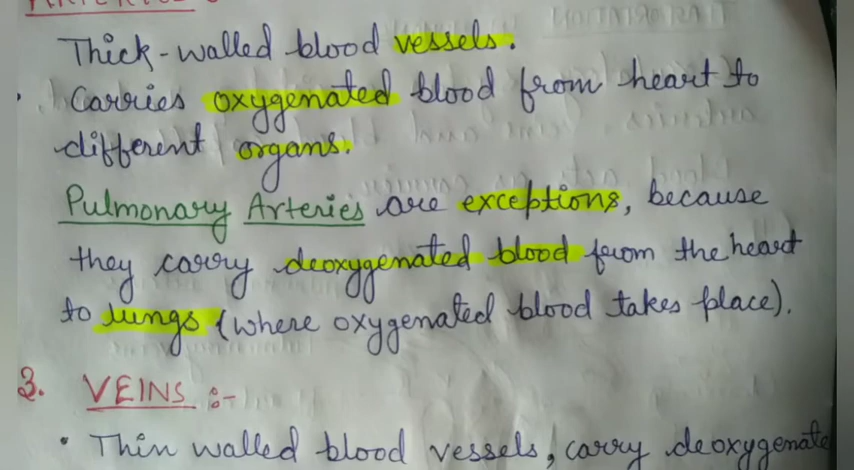 Thick-walled blood vessels.
• Carries oxygenated blood from heart to
different organs.
Pulmonary Arteries are exceptions, because
they carry deoxygenated blood from the heart
to lungs (where oxygenated blood takes place).
3. VEINS :-
• Thin walled blood vessels, carry deoxygenate